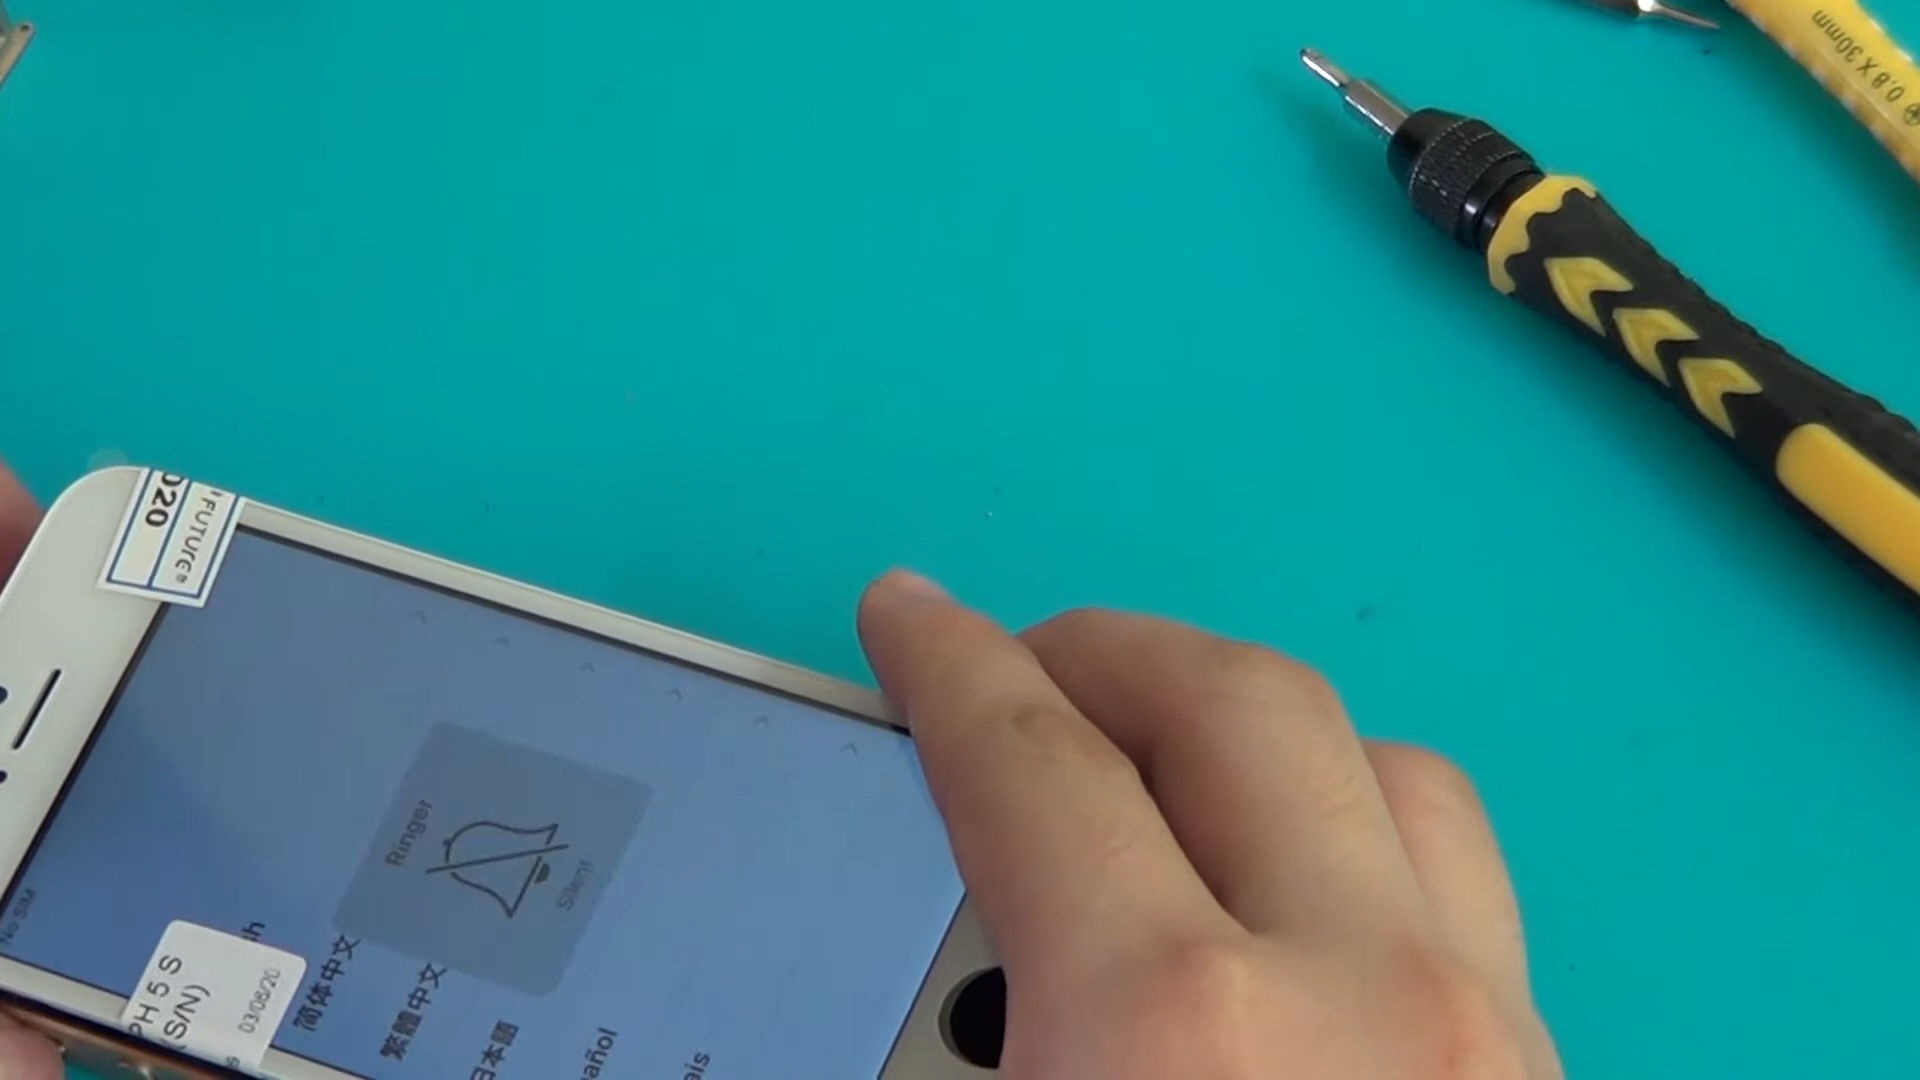 020
FUTURE®
Ringer
Silent
No SIM
PH 5 S
(S/N)
03/08/20
sh
简体中文
繁體中文
日本語
añol
ais
0.8 X 30mm